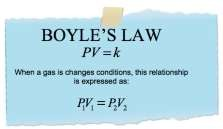 BOYLE'S LAW
PV = k
When a gas is changes conditions, this relationship
is expressed as:
P₁V₁ = P₂V₂